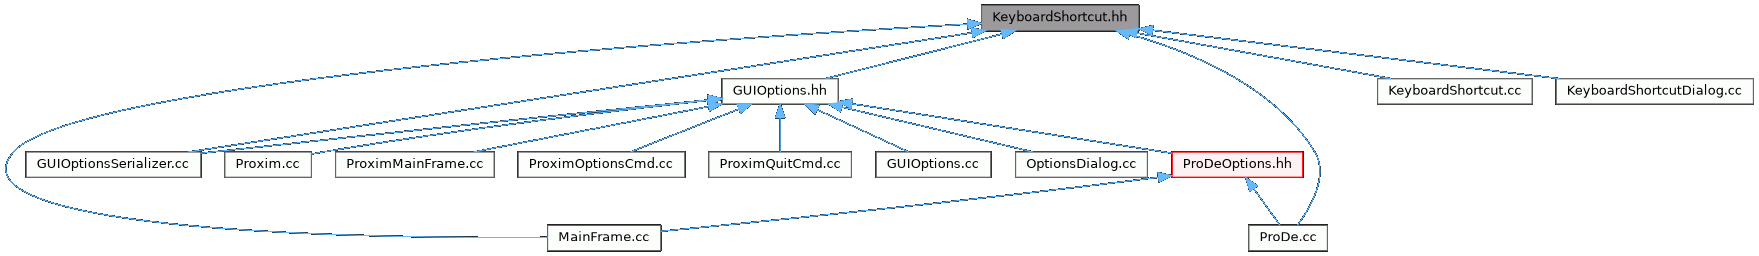 KeyboardShortcut.hh
GUIOptions.hh
KeyboardShortcut.cc
KeyboardShortcutDialog.cc
GUIOptionsSerializer.cc
Proxim.cc
ProximMainFrame.cc
ProximOptionsCmd.cc
ProximQuitCmd.cc
GUIOptions.cc
OptionsDialog.cc
ProDeOptions.hh
MainFrame.cc
ProDe.cc